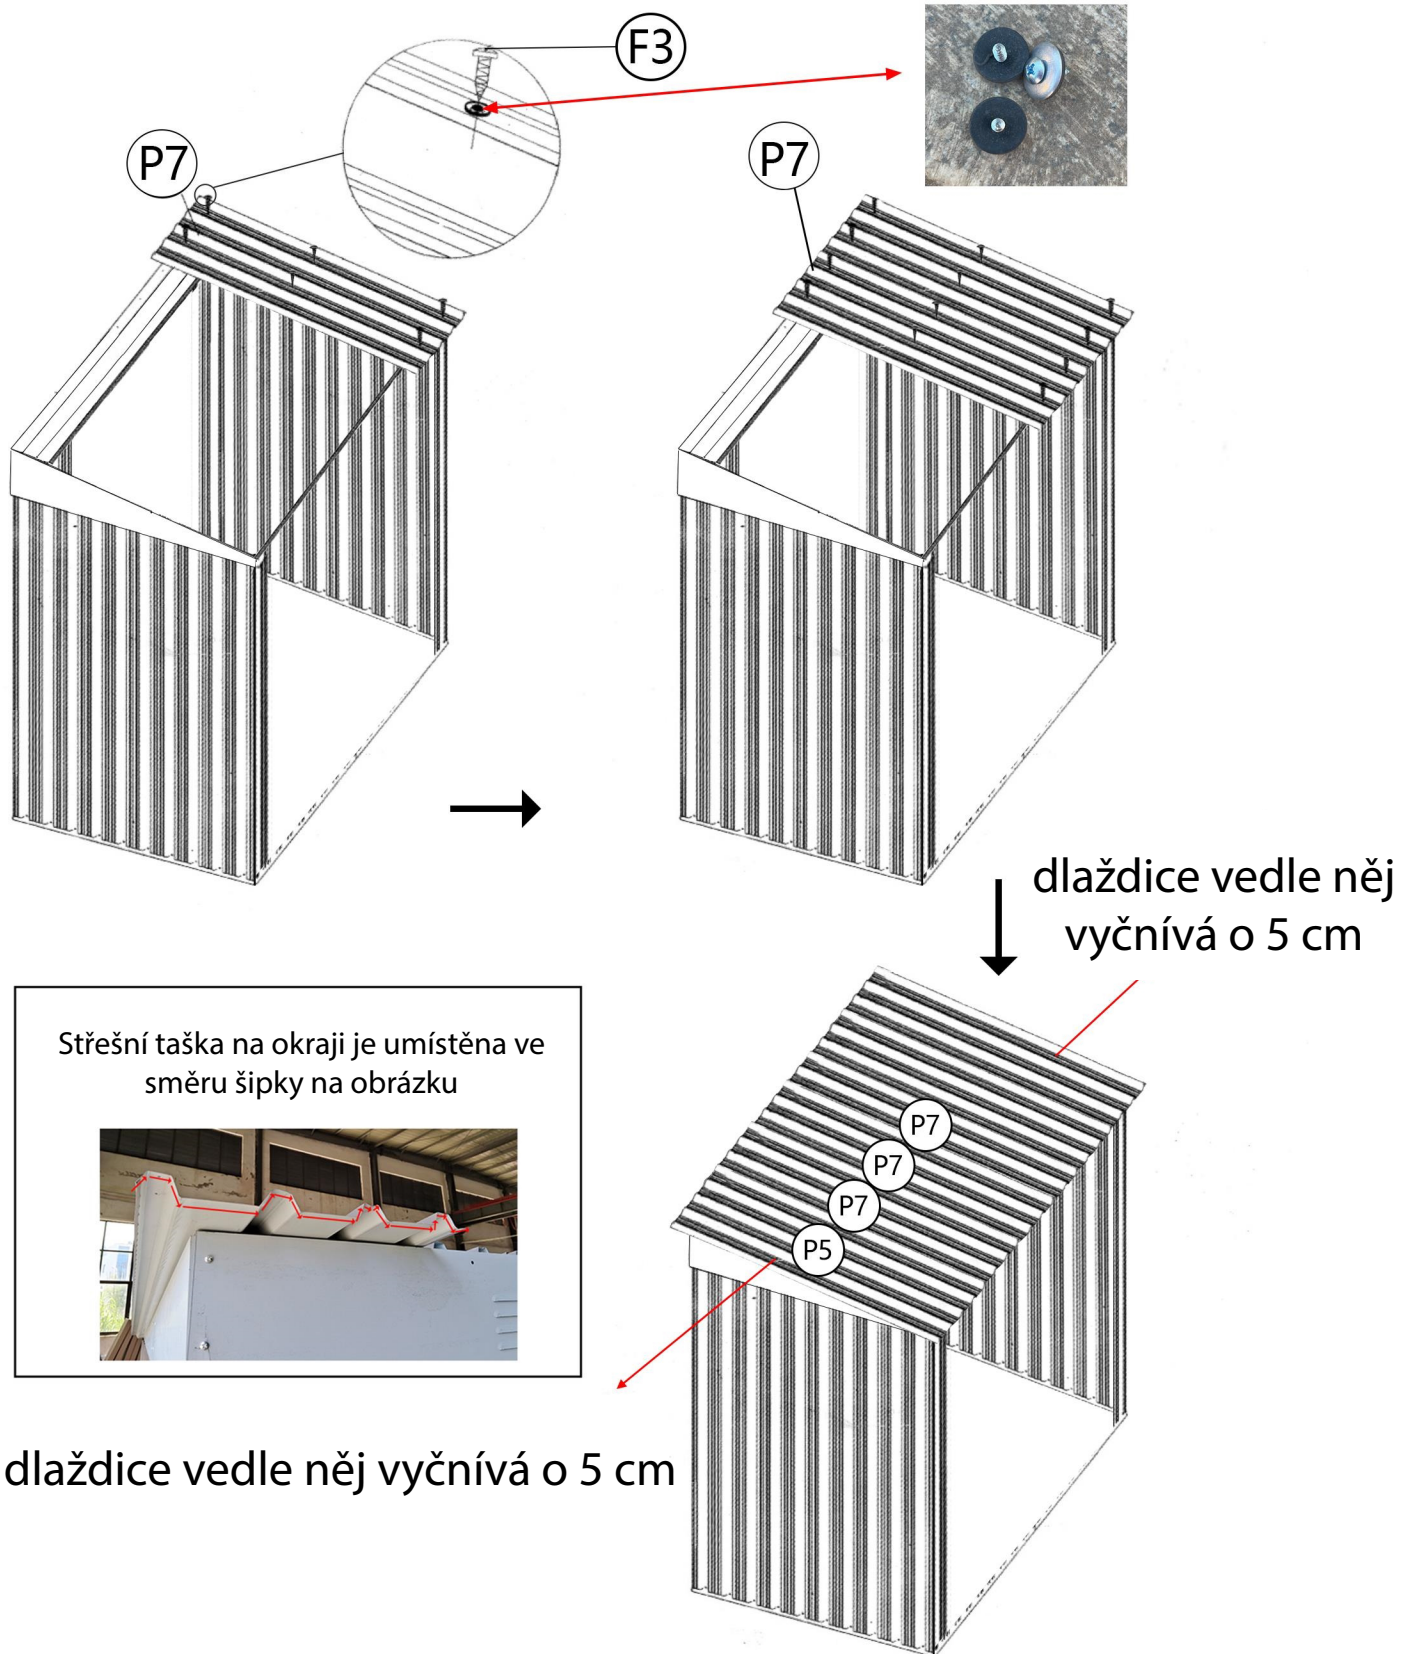 F3
P7
P7
dlaždice vedle něj
vyčnívá o 5 cm
Střešní taška na okraji je umístěna ve
směru šipky na obrázku
P7
P7
P7
P5
dlaždice vedle něj vyčnívá o 5 cm